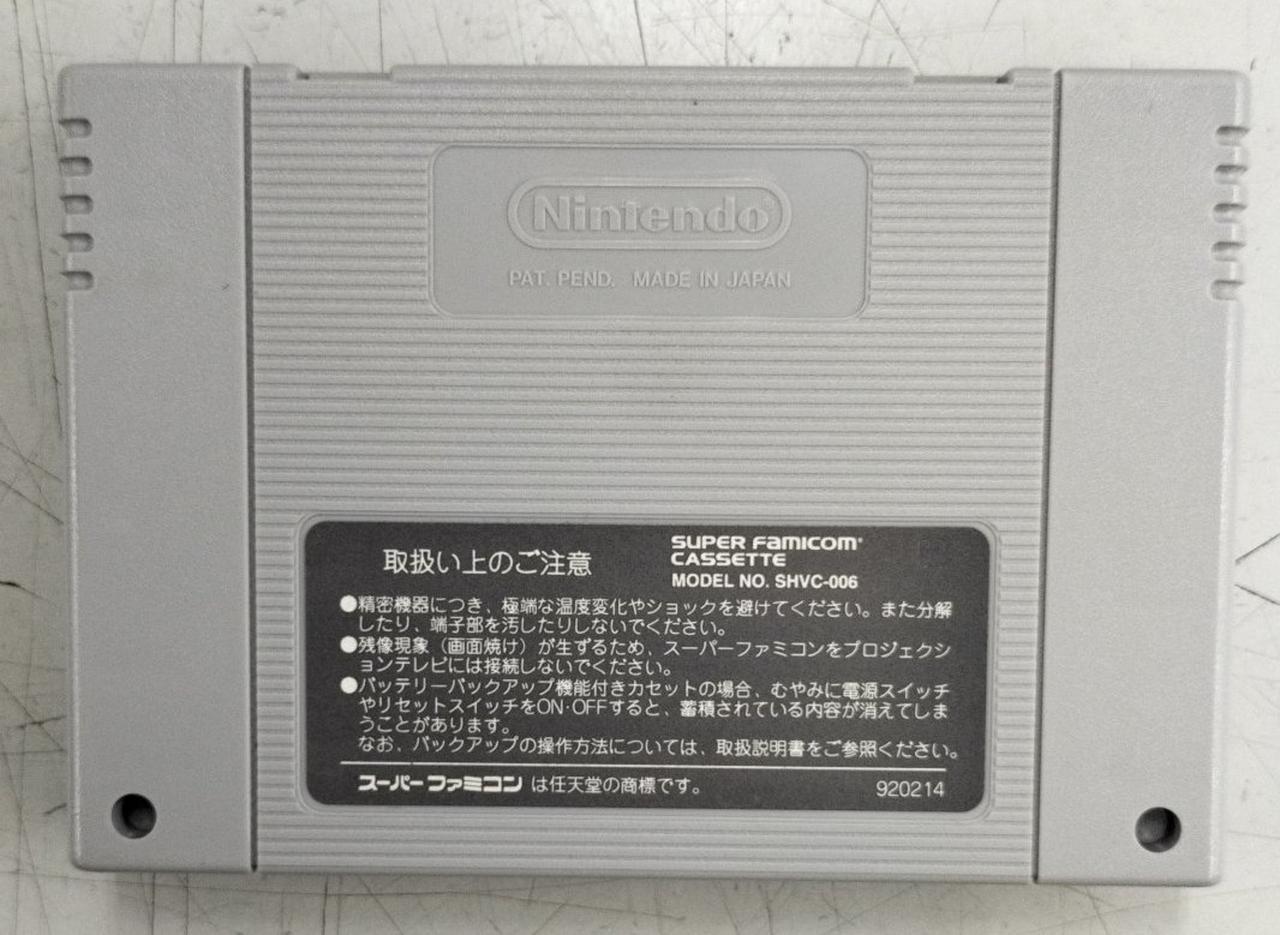 Nintendo
PAT. PEND. MADE IN JAPAN
取扱い上のご注意
SUPER FAMICOM
CASSETTE
MODEL NO. SHVC-006
●精密機器につき、極端な温度変化やショックを避けてください。また分解
したり、端子部を汚したりしないでください。
●残像現象（画面焼け）が生ずるため、スーパーファミコンをプロジェクシ
ョンテレビには接続しないでください。
●バッテリーバックアップ機能付きカセットの場合、むやみに電源スイッチ
やリセットスイッチをON·OFFすると、蓄積されている内容が消えてしま
うことがあります。
なお、バックアップの操作方法については、取扱説明書をご参照ください。
スーパーファミコン は任天堂の商標です。
920214